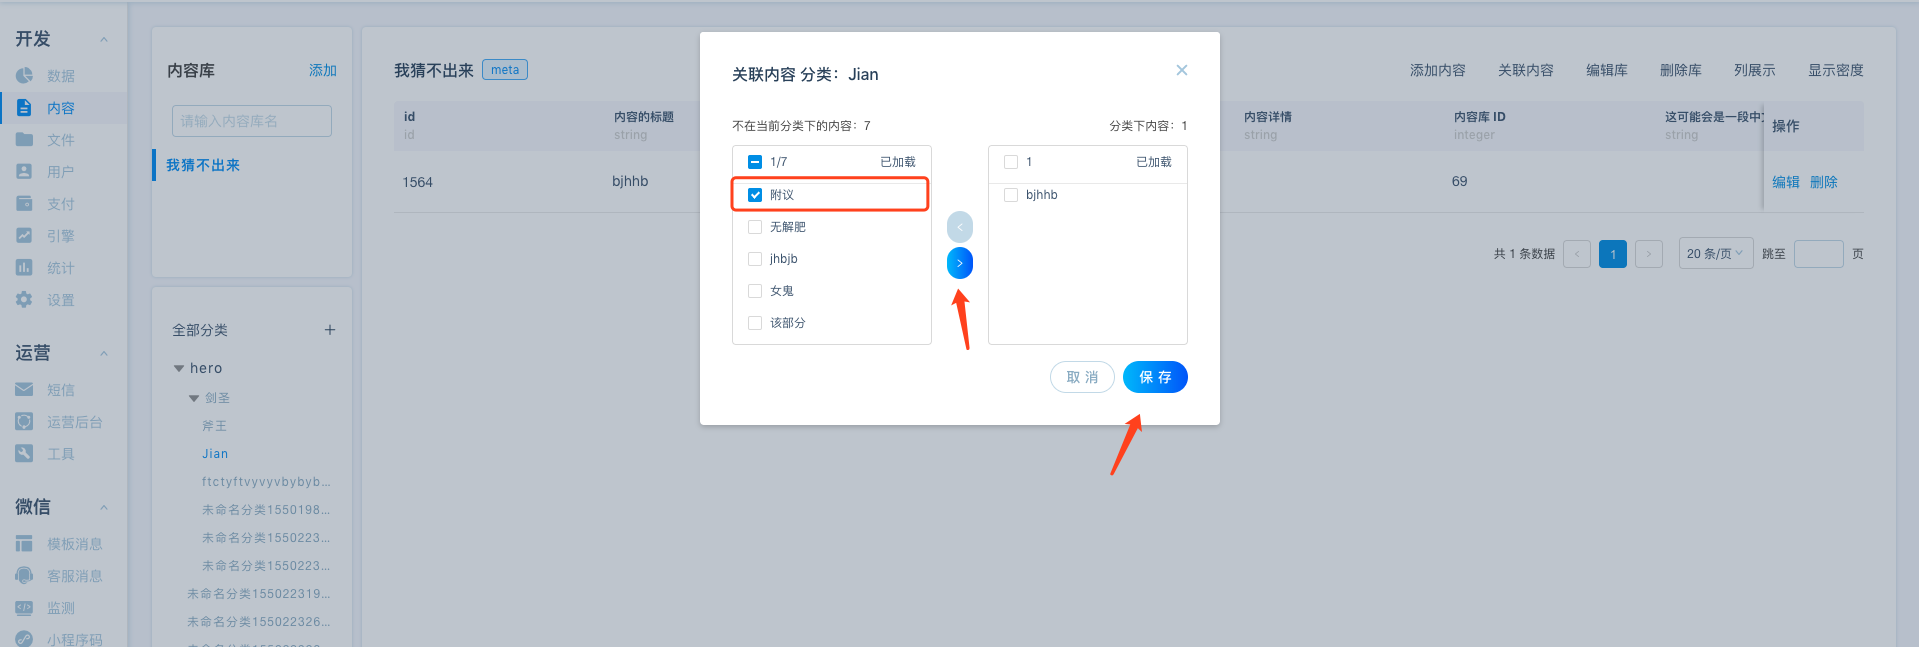 开发
数据
内容
文件
用户
支付
引擎
统计
设置
运营
短信
运营后台
工具
微信
模板消息
客服消息
监测
小程序码
内容库 添加
请输入内容库名
我猜不出来
全部分类 +
hero
剑圣
斧王
Jian
ftctyftvyvyvbybyb...
未命名分类1550198...
未命名分类1550223...
未命名分类1550223...
未命名分类155022319...
未命名分类155022326...
我猜不出来 meta
添加内容 关联内容 编辑库 删除库 列展示 显示密度
id 内容的标题 内容详情 内容库 ID 这可能会是一段中文 操作
id string string integer string
1564 bjhhb 69 编辑 删除
共 1 条数据 < 1 > 20 条/页 跳至 页
关联内容 分类：Jian
不在当前分类下的内容：7 分类下内容：1
1/7 已加载
附议
无解肥
jhbjb
女鬼
该部分
<
>
1 已加载
bjhhb
取 消 保 存